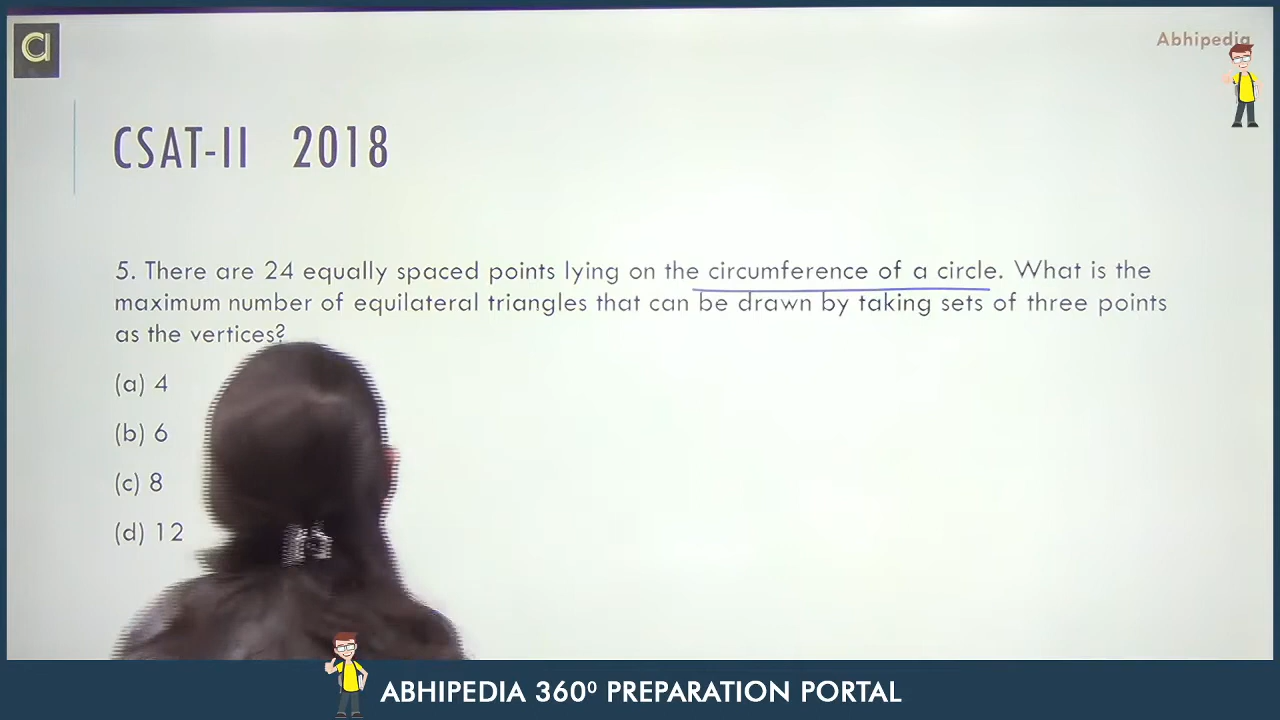 Abhipedia
CSAT-II 2018
5. There are 24 equally spaced points lying on the circumference of a circle. What is the
maximum number of equilateral triangles that can be drawn by taking sets of three points
as the vertices?
(a) 4
(b) 6
(c) 8
(d) 12
ABHIPEDIA 360⁰ PREPARATION PORTAL